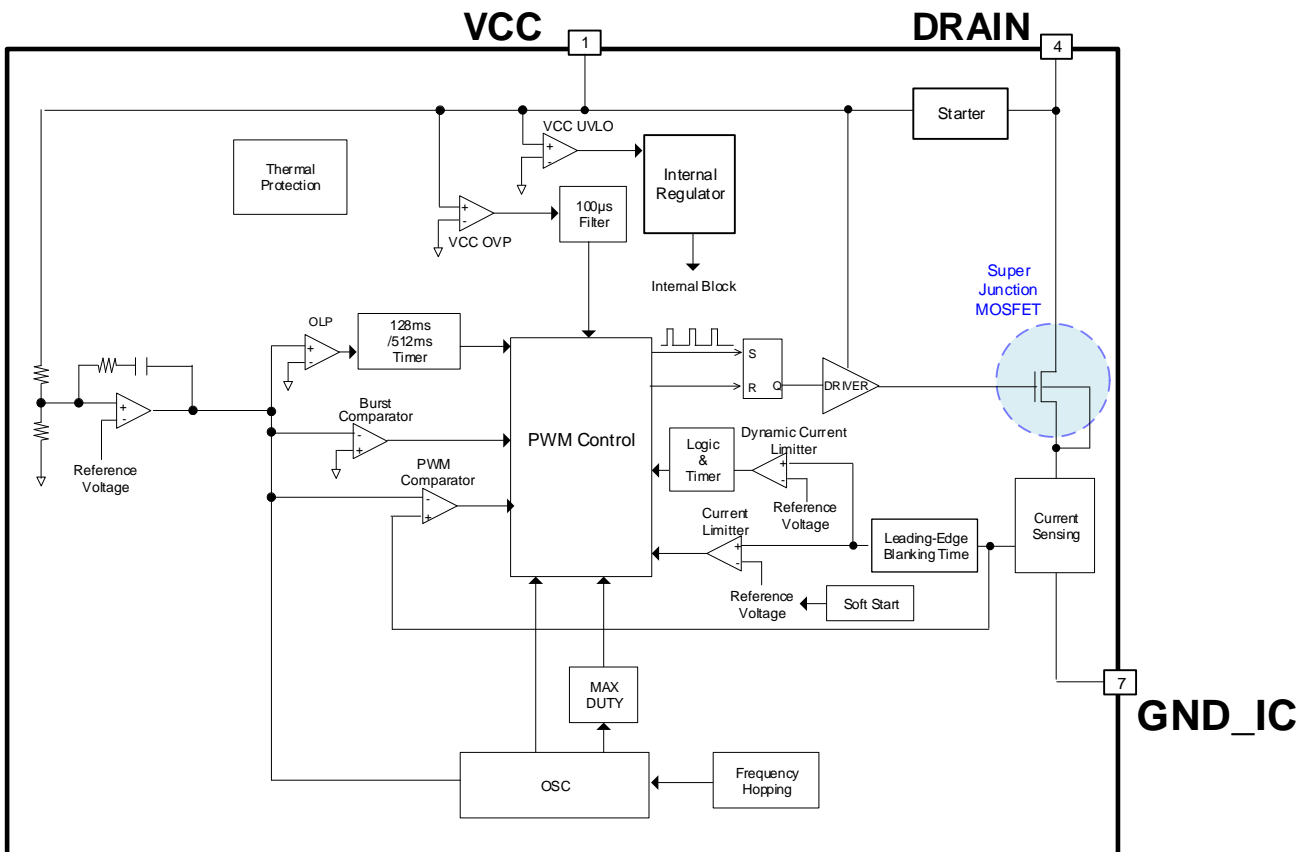 VCC
DRAIN
1
4
Starter
VCC UVLO
+
-
Thermal
Protection
Internal
Regulator
+
-
100µs
Filter
VCC OVP
Internal Block
Super
Junction
MOSFET
OLP
128ms
/512ms
Timer
+
-
S
R
Q
DRIVER
Burst
Comparator
+
-
Reference
Voltage
-
+
PWM Control
PWM
Comparator
-
+
Dynamic Current
Limitter
Logic
&
Timer
+
-
Reference
Voltage
Current
Limitter
+
-
Leading-Edge
Blanking Time
Current
Sensing
Reference
Voltage
Soft Start
MAX
DUTY
7
GND_IC
OSC
Frequency
Hopping